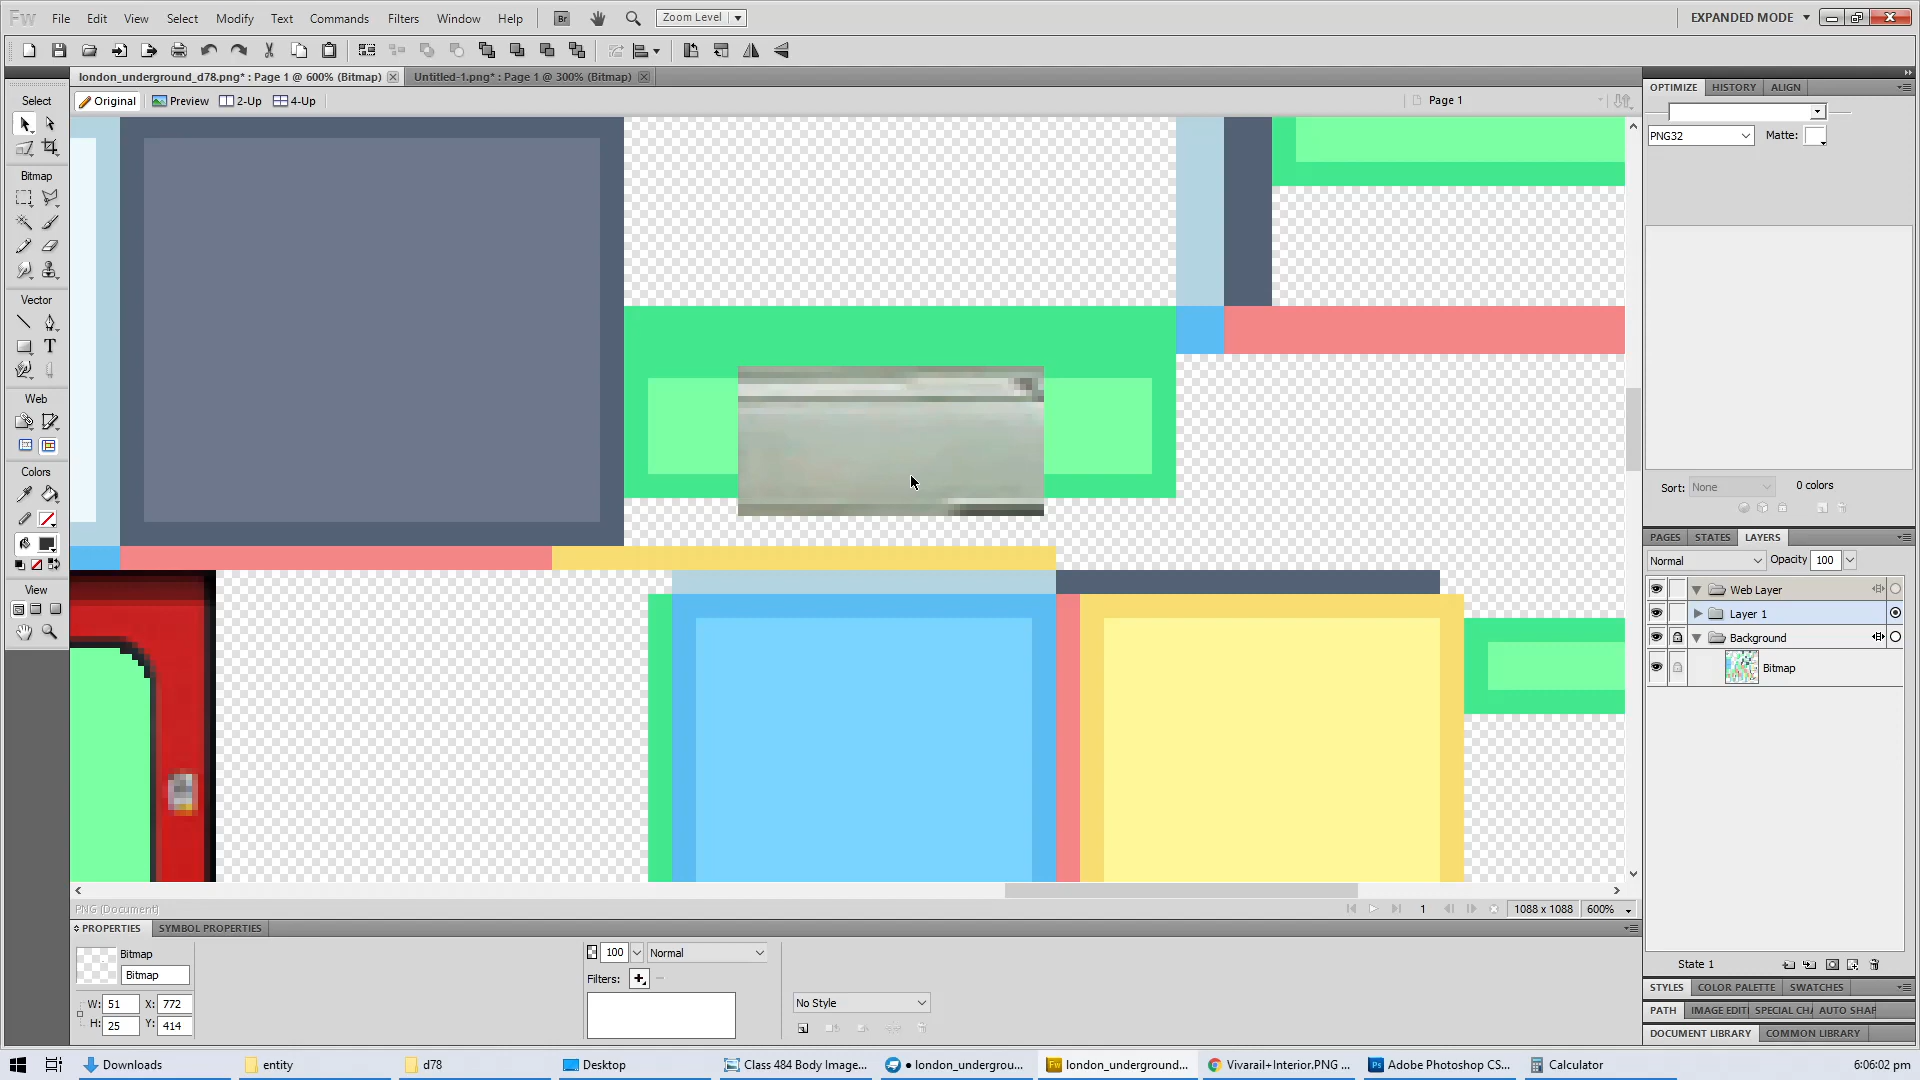 Fw File Edit View Select Modify Text Commands Filters Window Help Br Zoom Level EXPANDED MODE
london_underground_d78.png* : Page 1 @ 600% (Bitmap) Untitled-1.png* : Page 1 @ 300% (Bitmap)
Original Preview 2-Up 4-Up Page 1
OPTIMIZE HISTORY ALIGN
PNG32 Matte:
Sort: None 0 colors
PAGES STATES LAYERS
Normal Opacity 100
Web Layer
Layer 1
Background
Bitmap
State 1
STYLES COLOR PALETTE SWATCHES
PATH IMAGE EDIT SPECIAL CHA AUTO SHAP
DOCUMENT LIBRARY COMMON LIBRARY
Select
Bitmap
Vector
T
Web
Colors
View
PNG (Document) 1 1088 x 1088 600%
PROPERTIES SYMBOL PROPERTIES
Bitmap
Bitmap
W: 51 X: 772
H: 25 Y: 414
100 Normal
Filters:
No Style
Downloads entity d78 Desktop Class 484 Body Image... ● london_undergrou... Fw london_underground... Vivarail+Interior.PNG ... Ps Adobe Photoshop CS... Calculator 6:06:02 pm